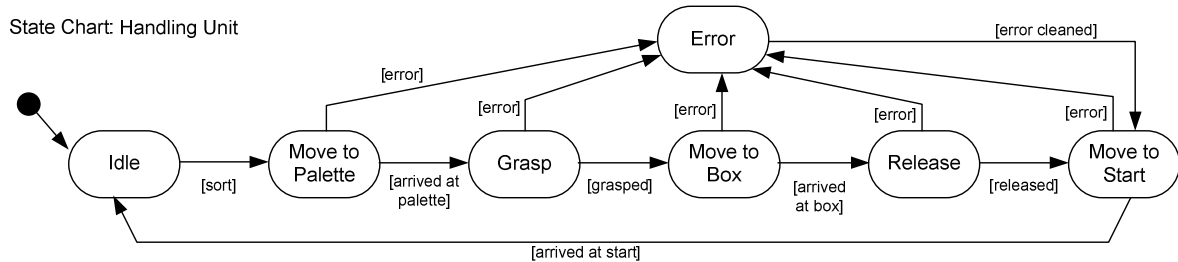 State Chart: Handling Unit
Error
[error cleaned]
[error]
[error]
[error]
[error]
[error]
Idle
Move to
Palette
Grasp
Move to
Box
Release
Move to
Start
[sort]
[arrived at
palette]
[grasped]
[arrived
at box]
[released]
[arrived at start]